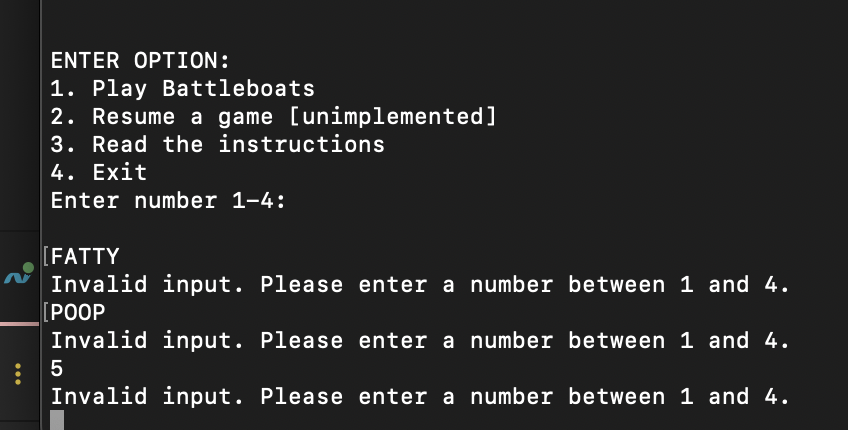 ENTER OPTION:
1. Play Battleboats
2. Resume a game [unimplemented]
3. Read the instructions
4. Exit
Enter number 1-4:
[FATTY
Invalid input. Please enter a number between 1 and 4.
[POOP
Invalid input. Please enter a number between 1 and 4.
5
Invalid input. Please enter a number between 1 and 4.